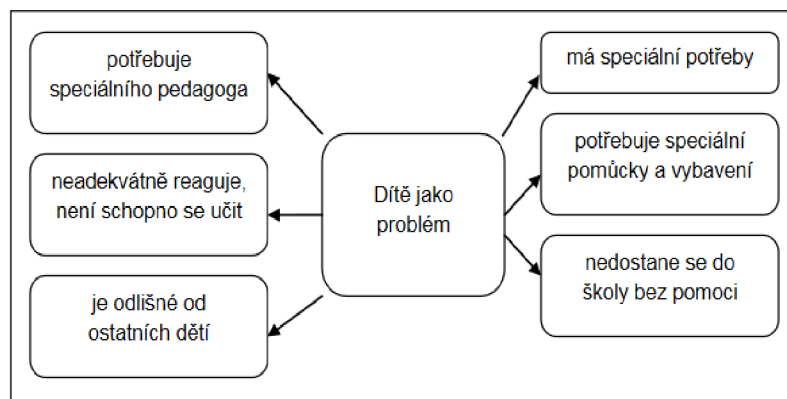 potřebuje
speciálního pedagoga
neadekvátně reaguje,
není schopno se učit
je odlišné od
ostatních dětí
Dítě jako
problém
má speciální potřeby
potřebuje speciální
pomůcky a vybavení
nedostane se do
školy bez pomoci